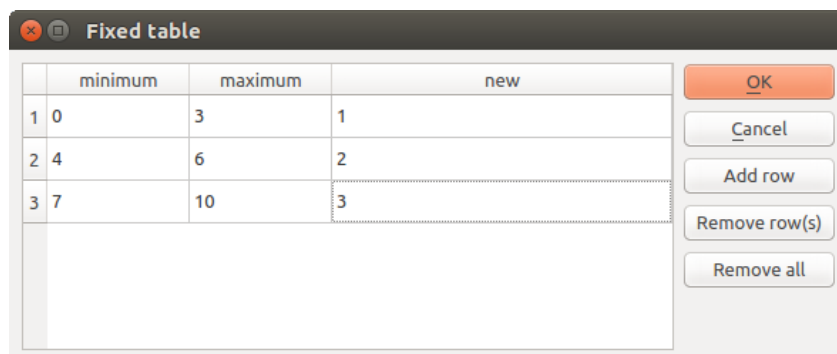 Fixed table
minimum maximum new
1 0 3 1
2 4 6 2
3 7 10 3
OK
Cancel
Add row
Remove row(s)
Remove all